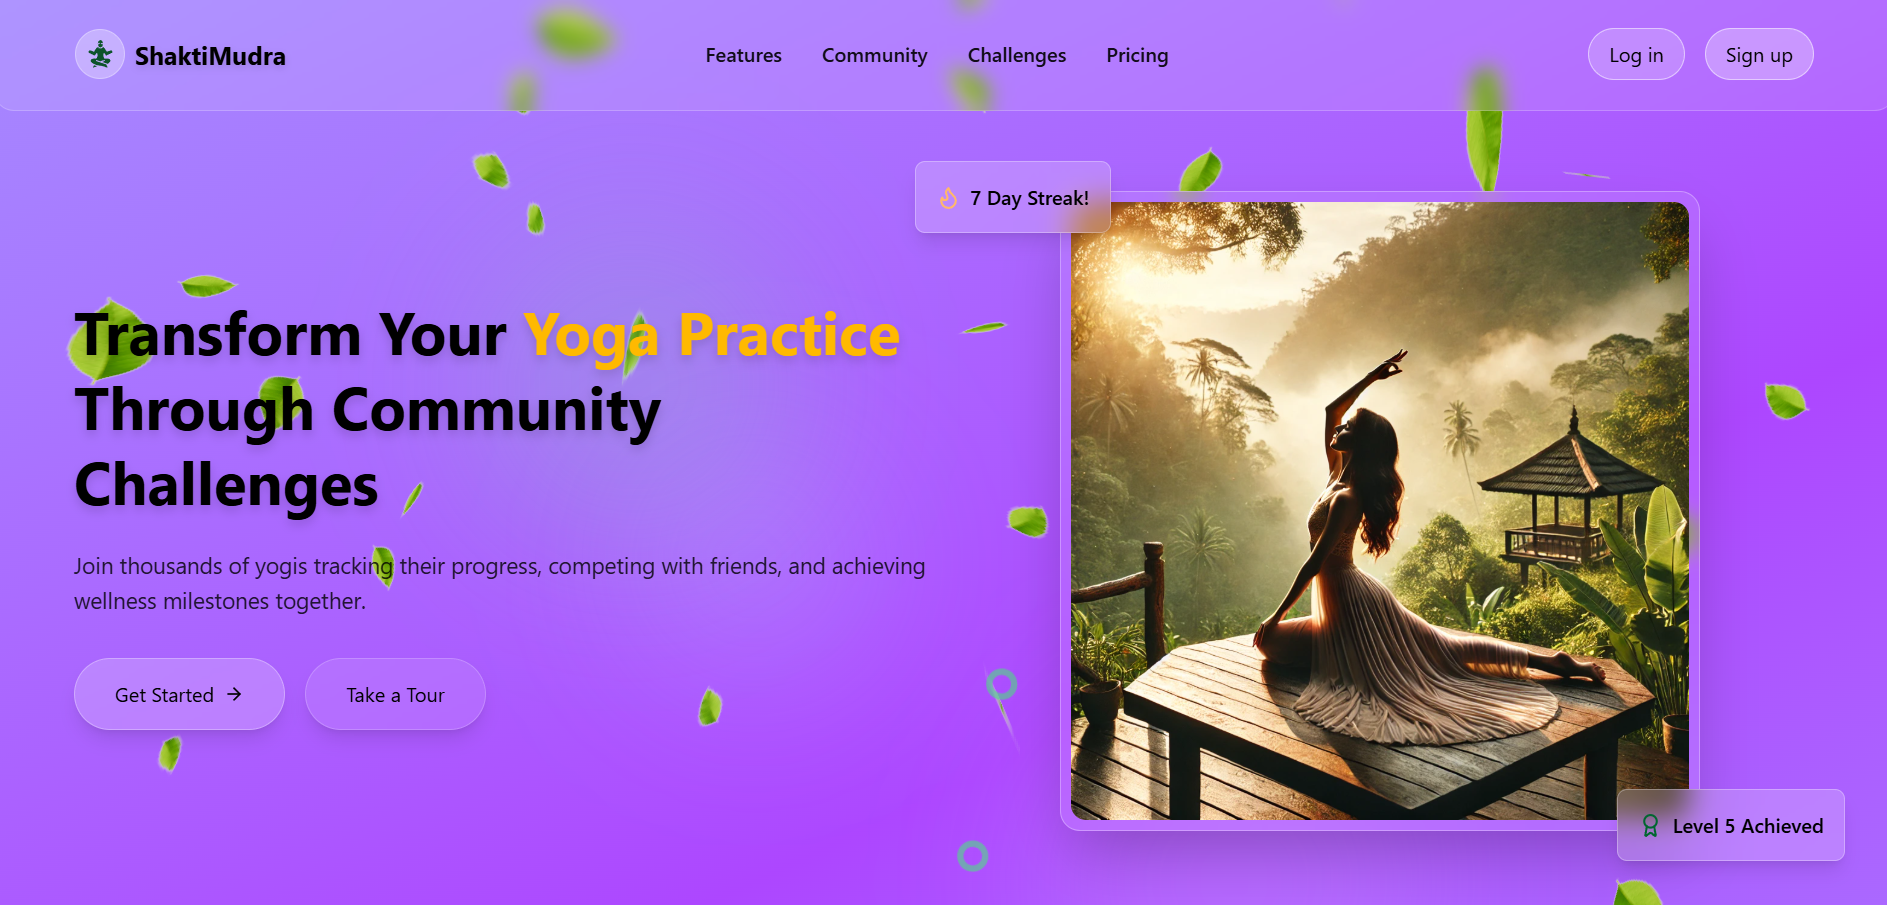 ShaktiMudra
Features
Community
Challenges
Pricing
Log in
Sign up
7 Day Streak!
Transform Your Yoga Practice
Through Community
Challenges
Join thousands of yogis tracking their progress, competing with friends, and achieving
wellness milestones together.
Get Started
Take a Tour
Level 5 Achieved